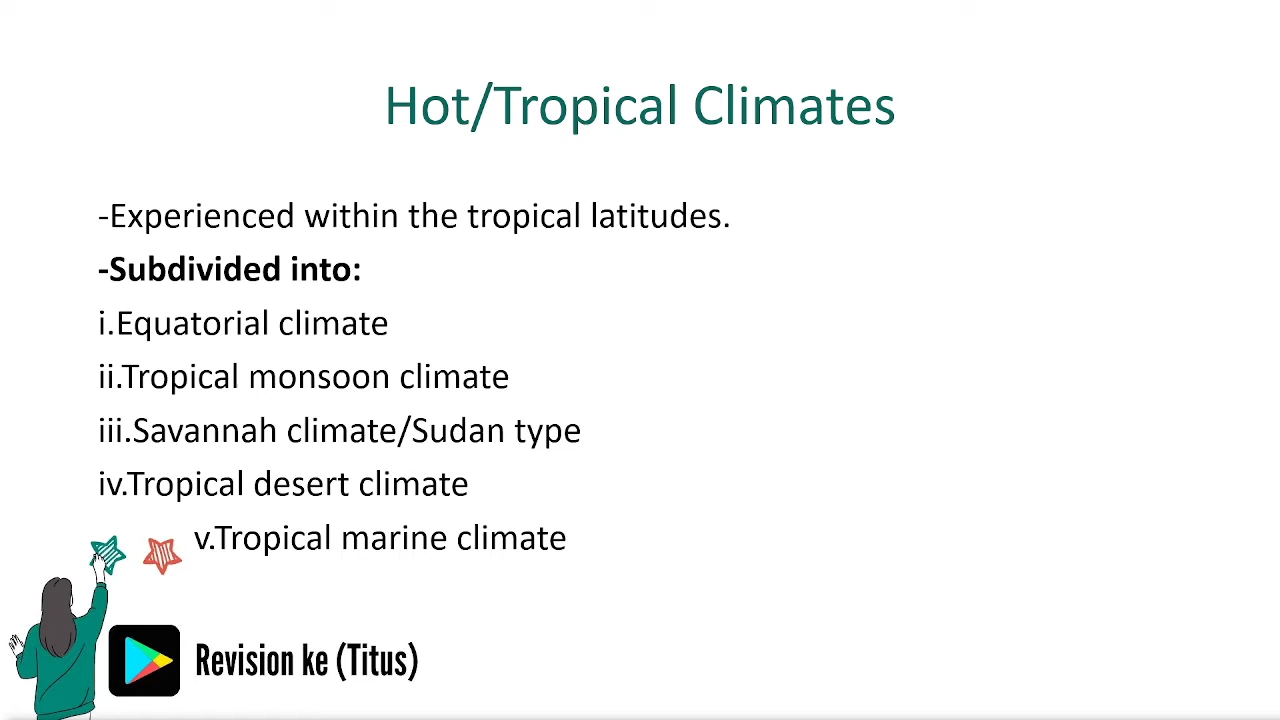 Hot/Tropical Climates
-Experienced within the tropical latitudes.
-Subdivided into:
i.Equatorial climate
ii.Tropical monsoon climate
iii.Savannah climate/Sudan type
iv.Tropical desert climate
v.Tropical marine climate
Revision ke (Titus)